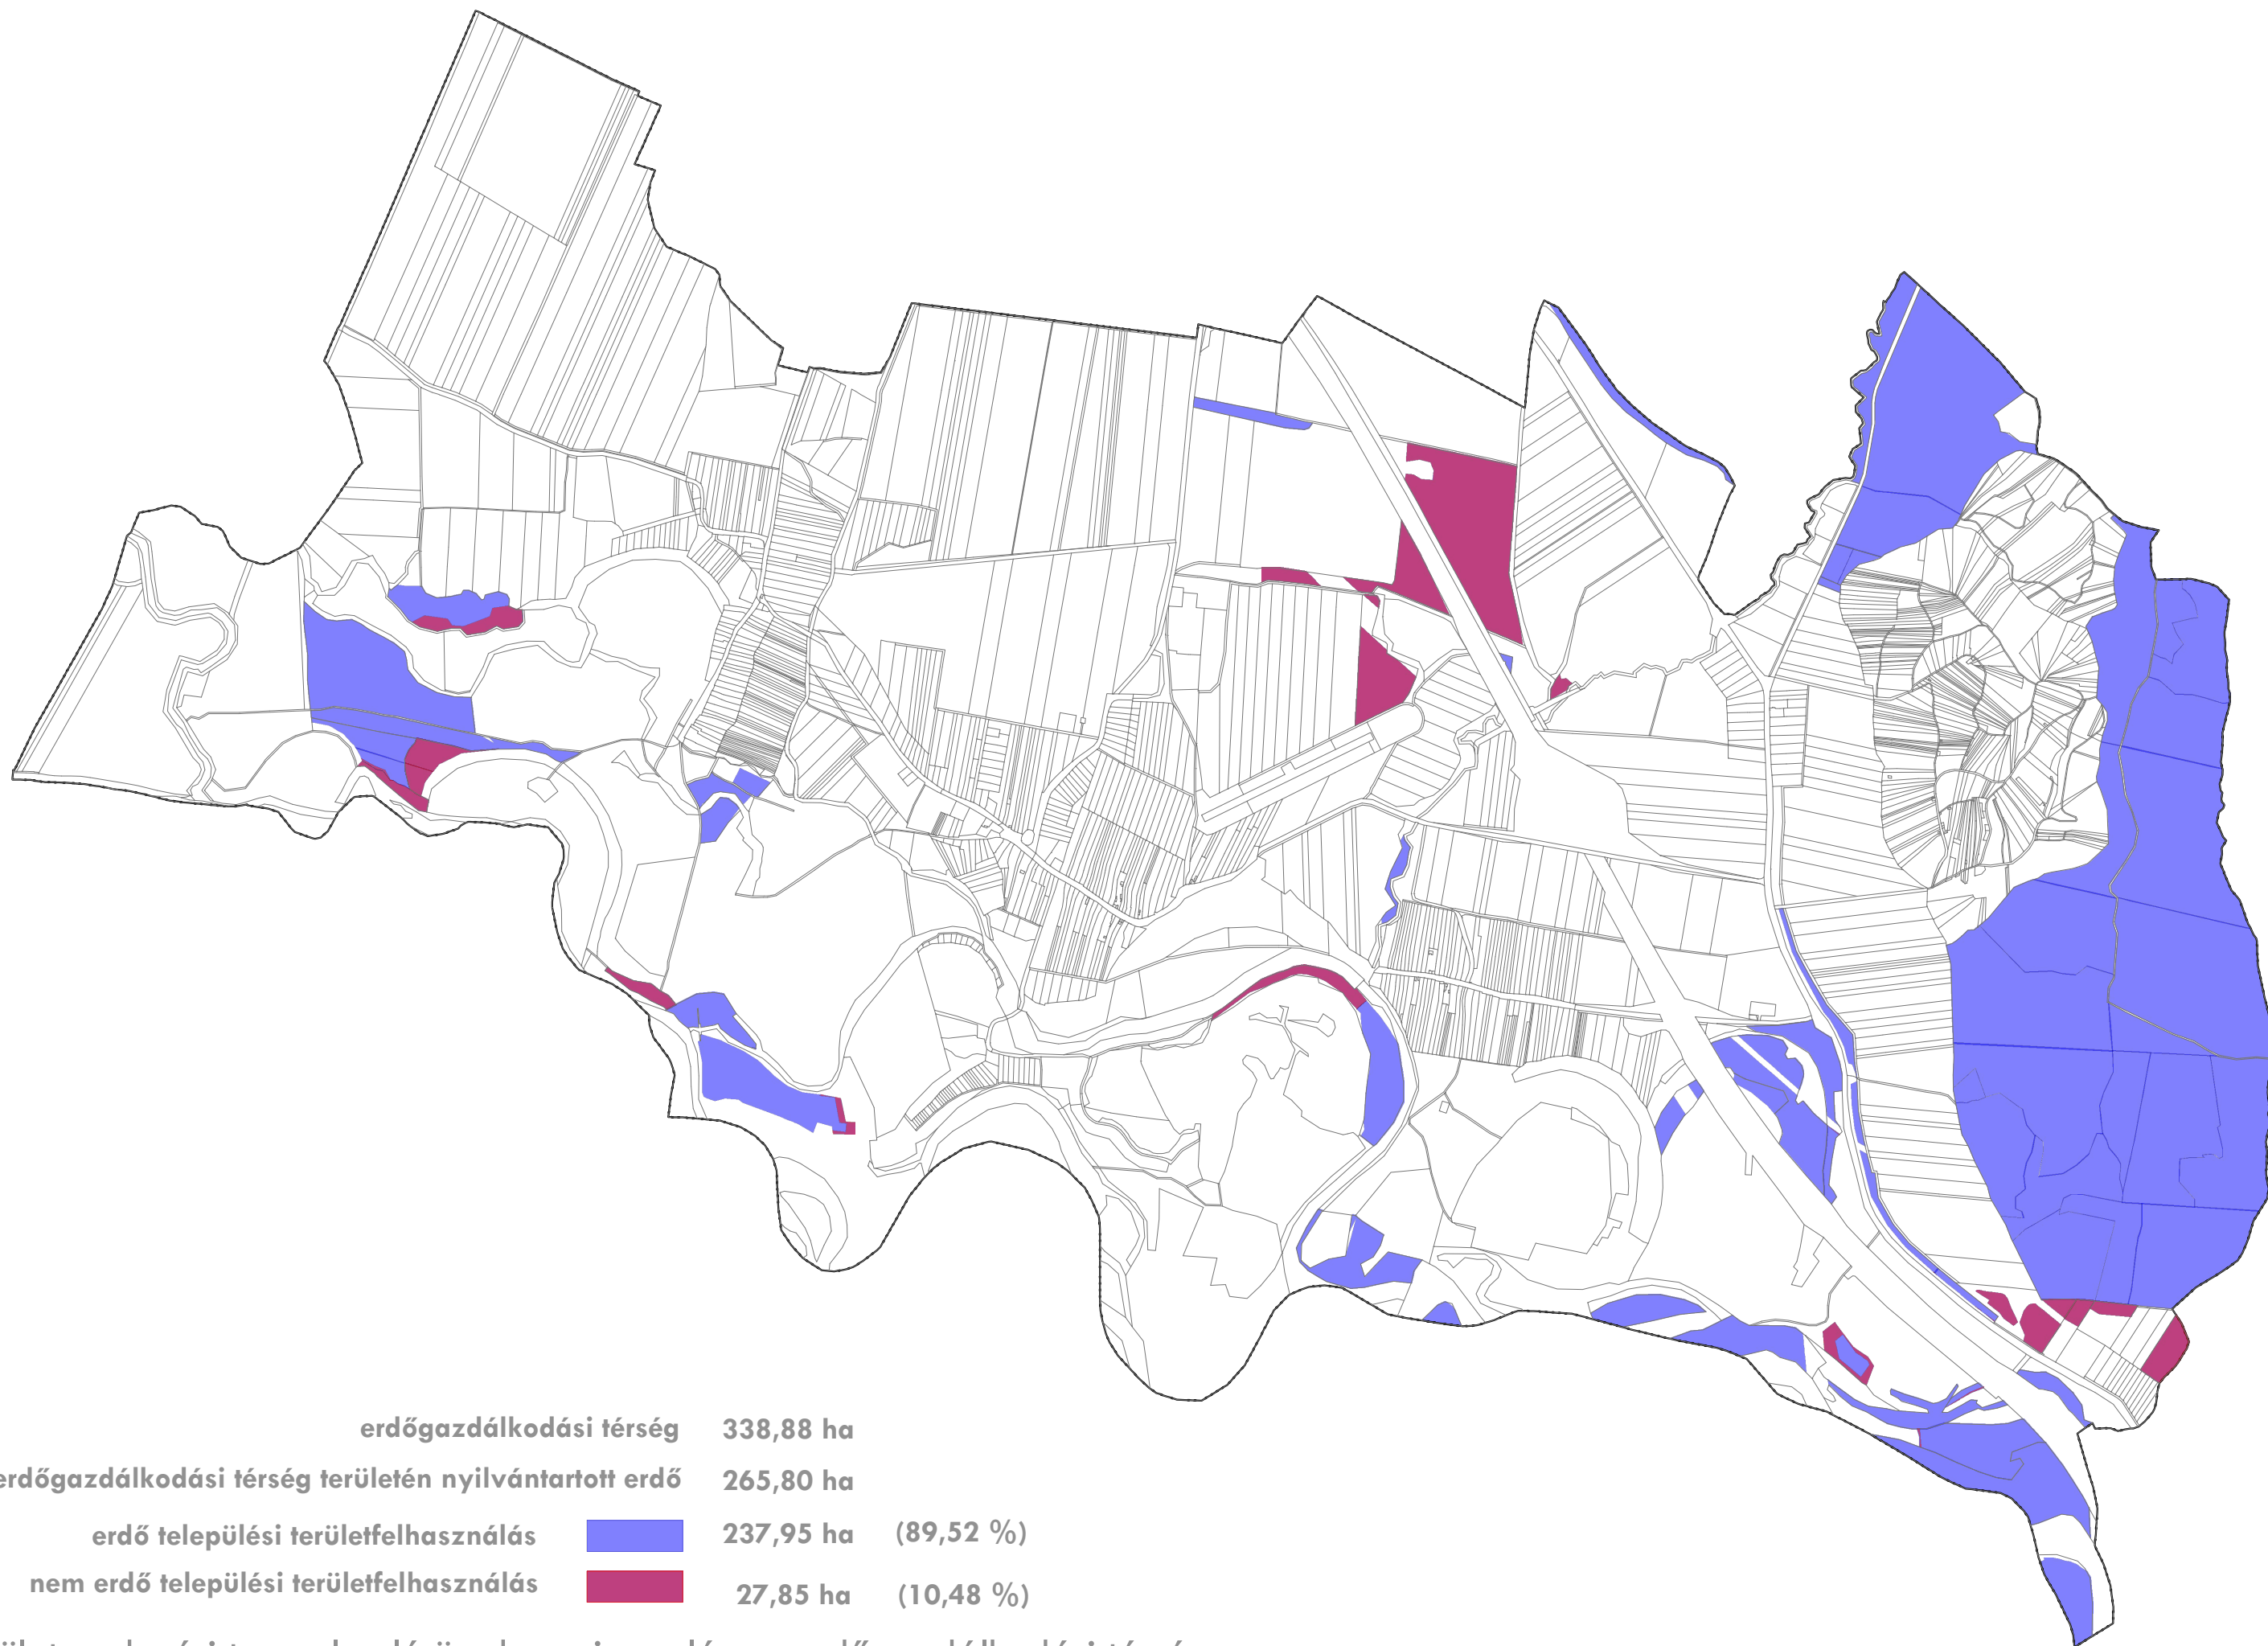 erdőgazdálkodási térség 338,88 ha
erdőgazdálkodási térség területén nyilvántartott erdő 265,80 ha
erdő települési területfelhasználás 237,95 ha (89,52 %)
nem erdő települési területfelhasználás 27,85 ha (10,48 %)